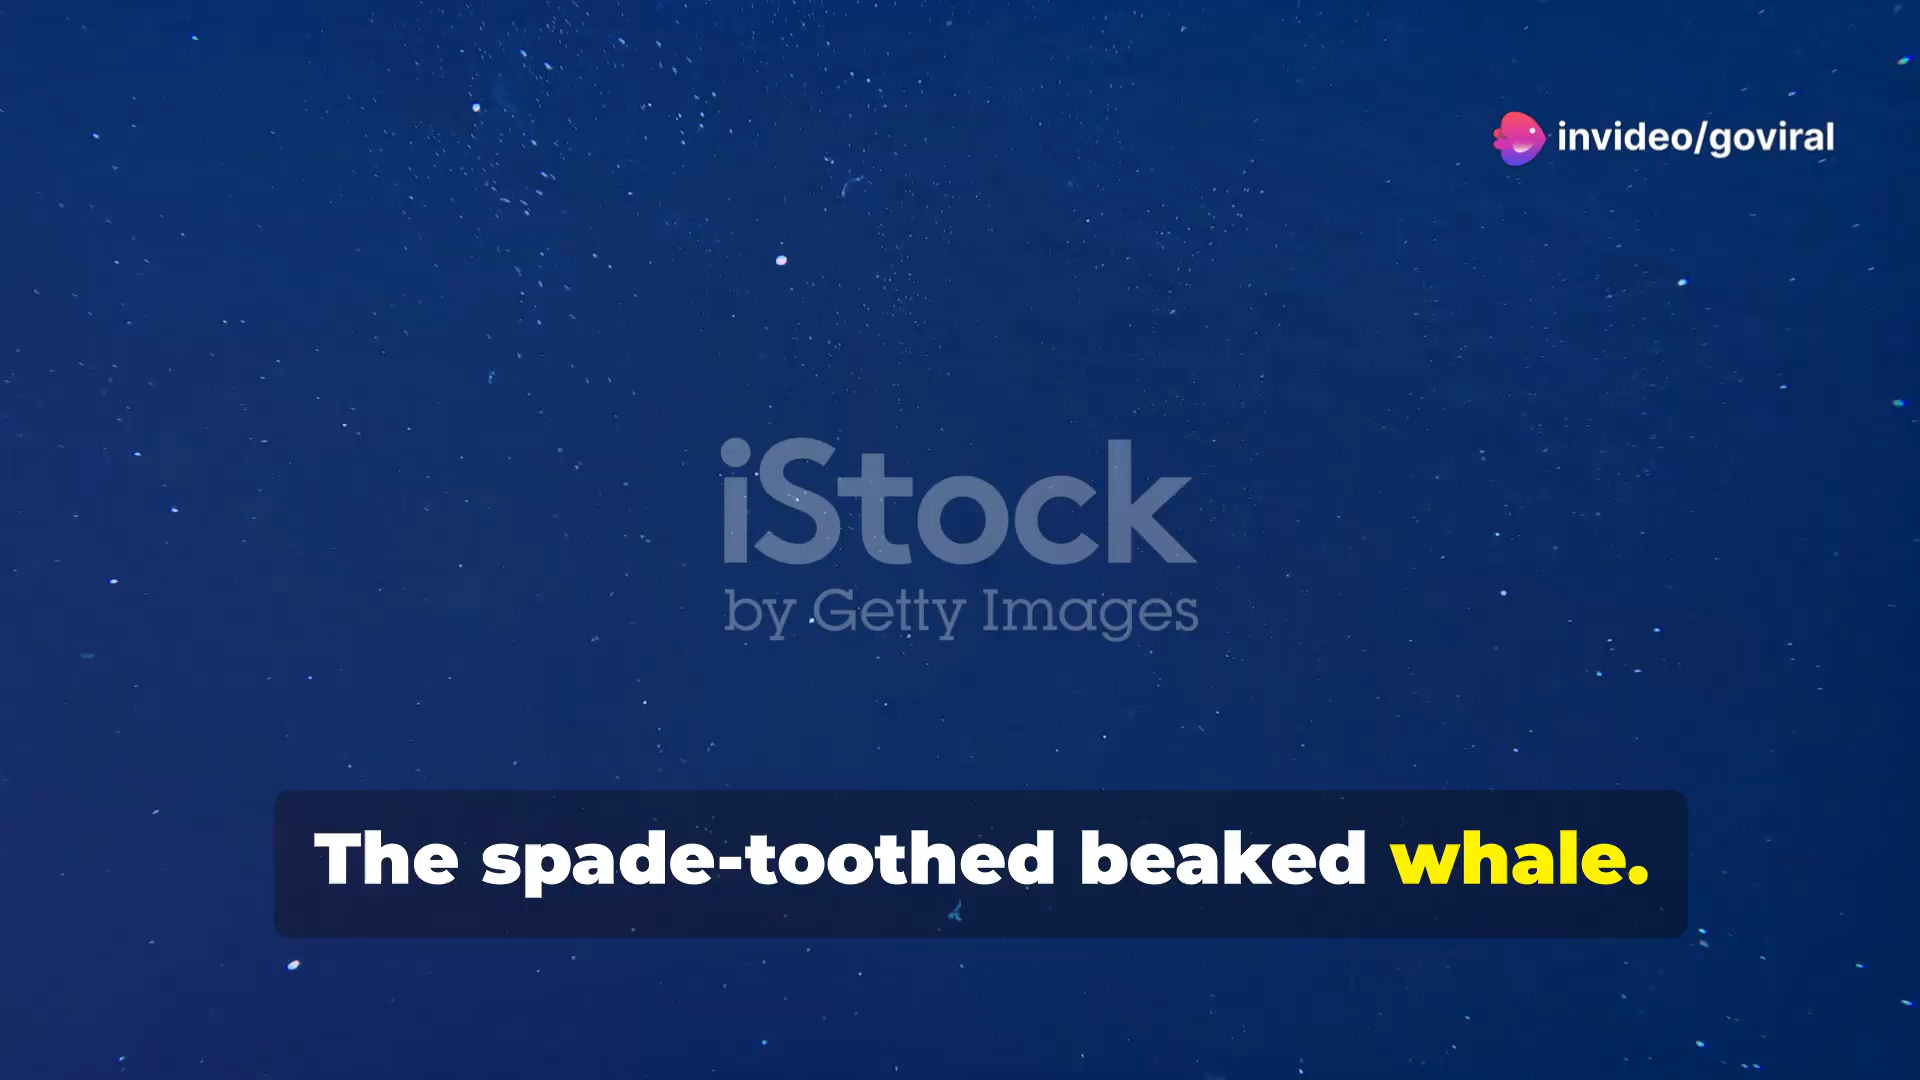 invideo/goviral
iStock
by Getty Images
The spade-toothed beaked whale.